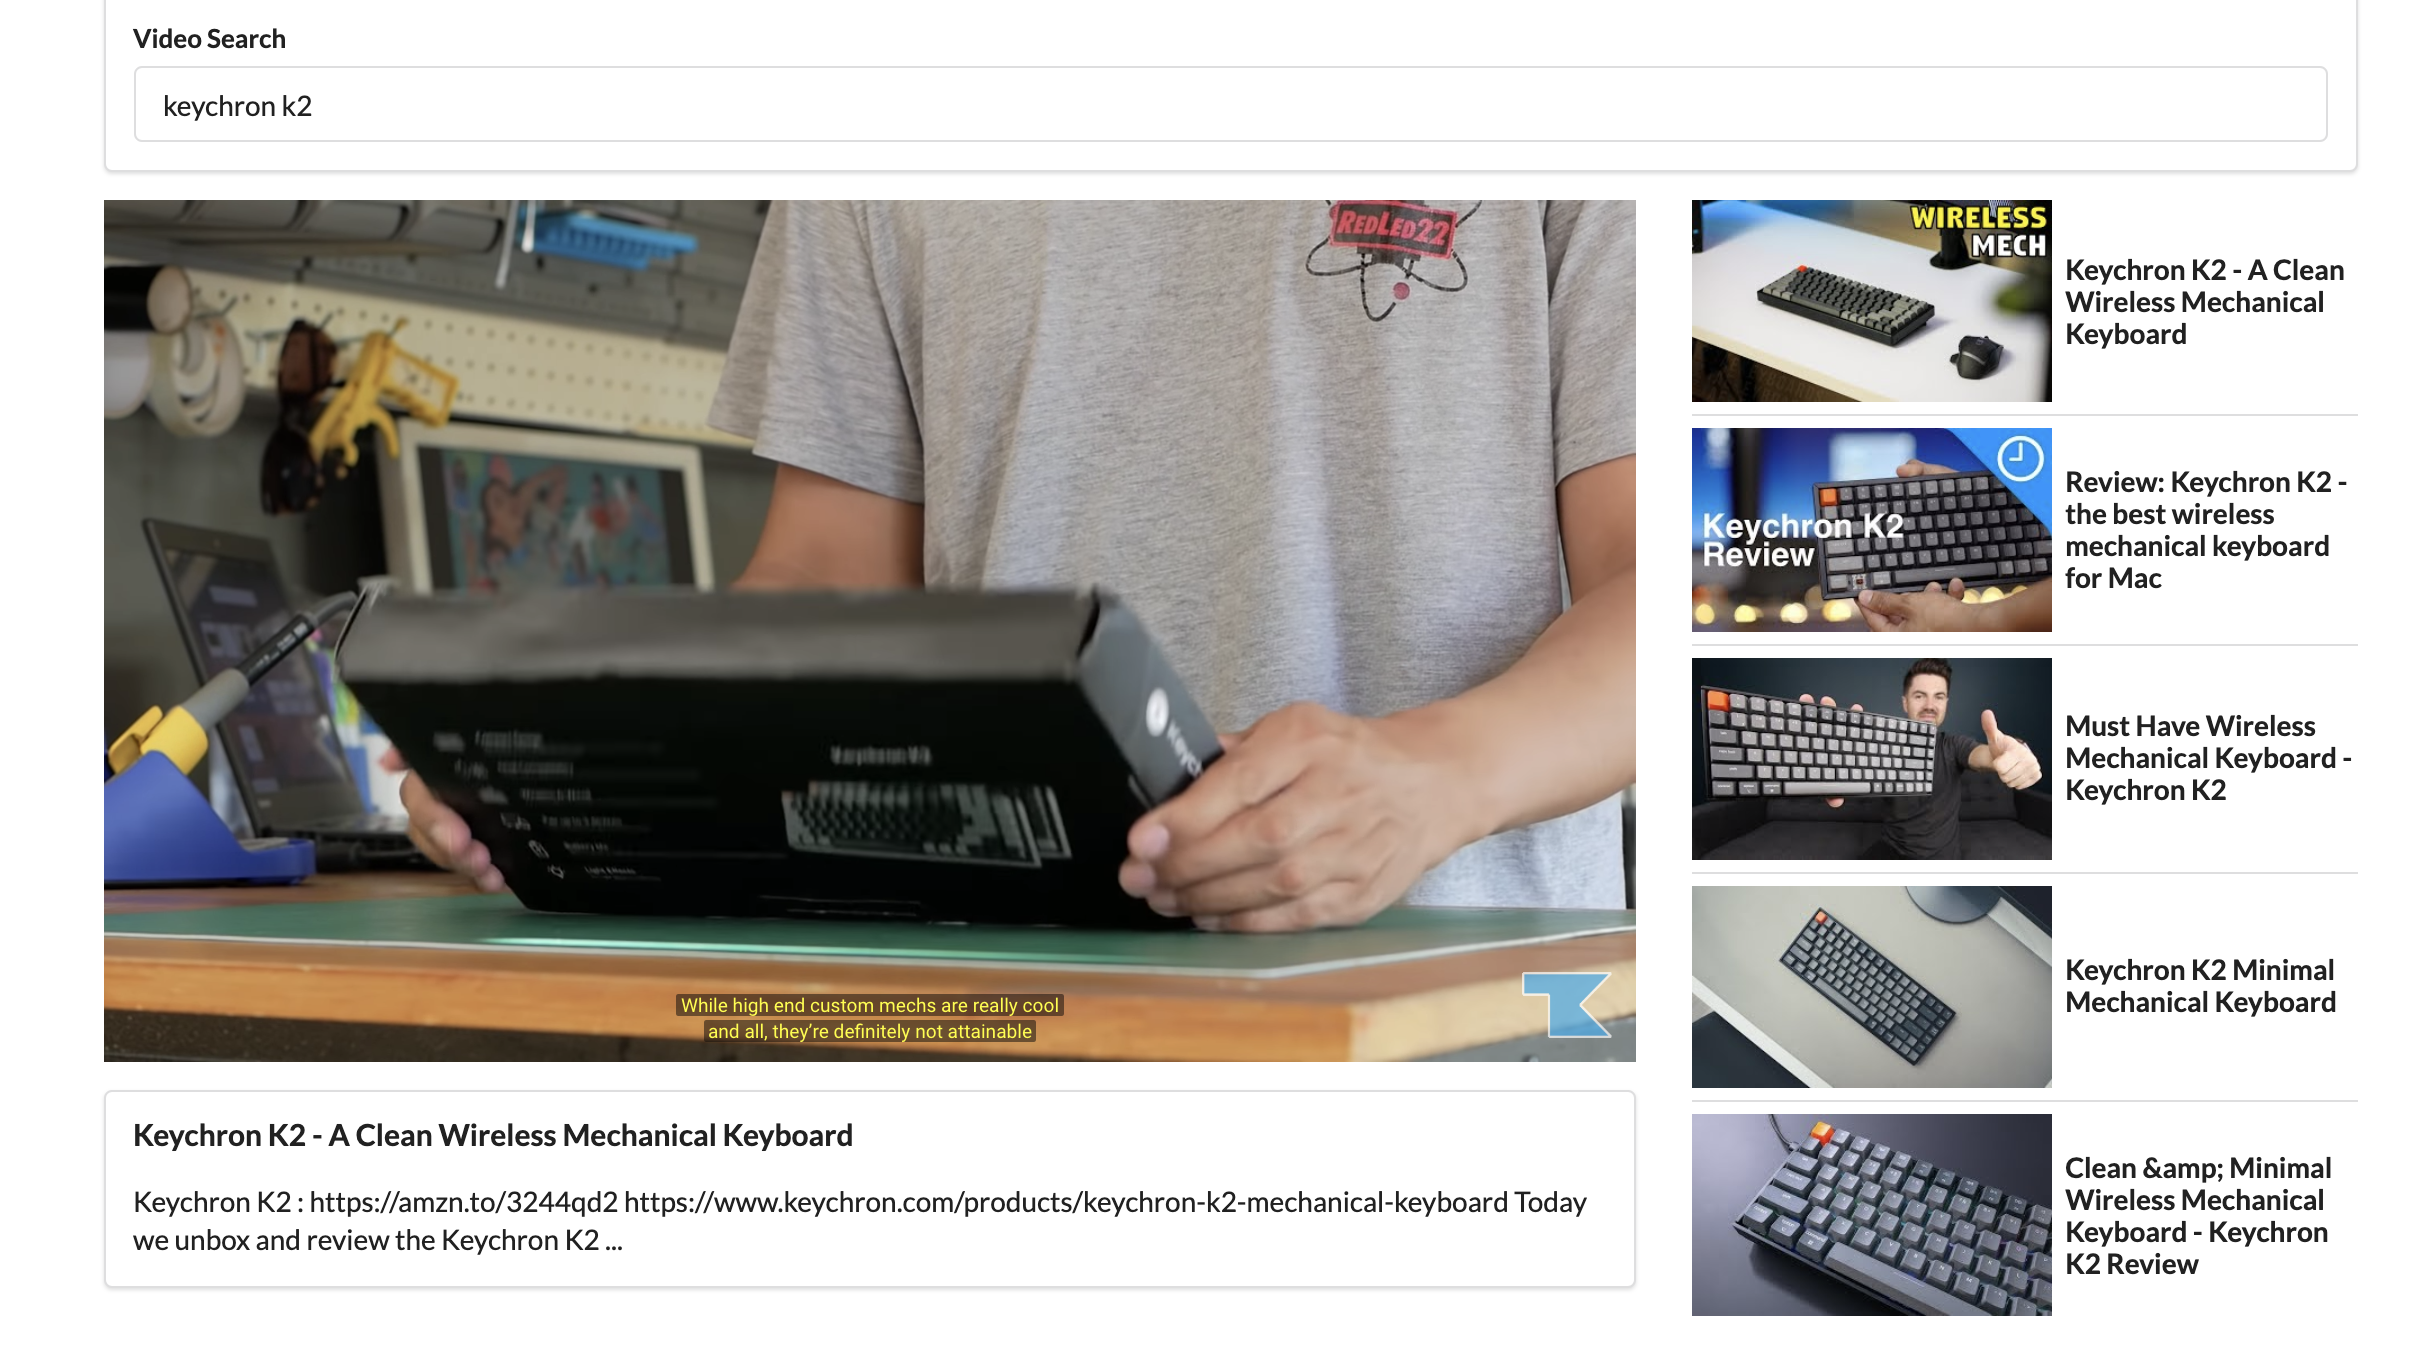 Video Search
keychron k2
REDLED22
Keychron K2
While high end custom mechs are really cool
and all, they’re definitely not attainable
Keychron K2 - A Clean Wireless Mechanical Keyboard
Keychron K2 : https://amzn.to/3244qd2 https://www.keychron.com/products/keychron-k2-mechanical-keyboard Today
we unbox and review the Keychron K2 ...
WIRELESS
MECH
Keychron K2 - A Clean
Wireless Mechanical
Keyboard
Keychron K2
Review
Review: Keychron K2 -
the best wireless
mechanical keyboard
for Mac
Must Have Wireless
Mechanical Keyboard -
Keychron K2
Keychron K2 Minimal
Mechanical Keyboard
Clean &amp; Minimal
Wireless Mechanical
Keyboard - Keychron
K2 Review